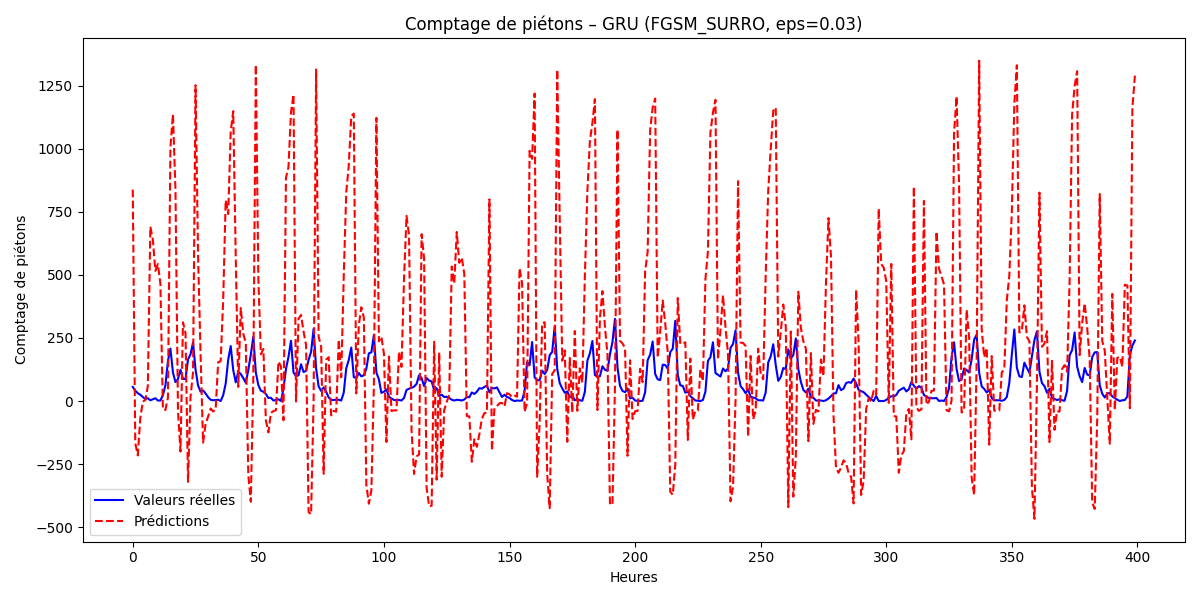 Comptage de piétons – GRU (FGSM_SURRO, eps=0.03)
Comptage de piétons
1250
1000
750
500
250
0
−250
−500
Valeurs réelles
Prédictions
0 50 100 150 200 250 300 350 400
Heures